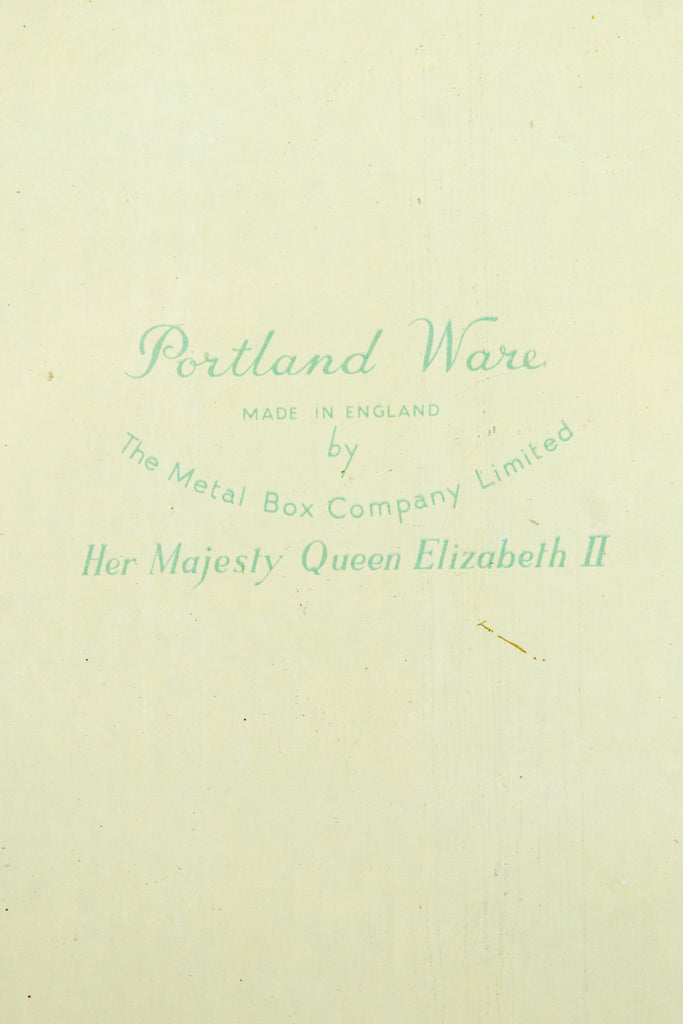 Portland Ware
MADE IN ENGLAND
by
The Metal Box Company Limited
Her Majesty Queen Elizabeth II